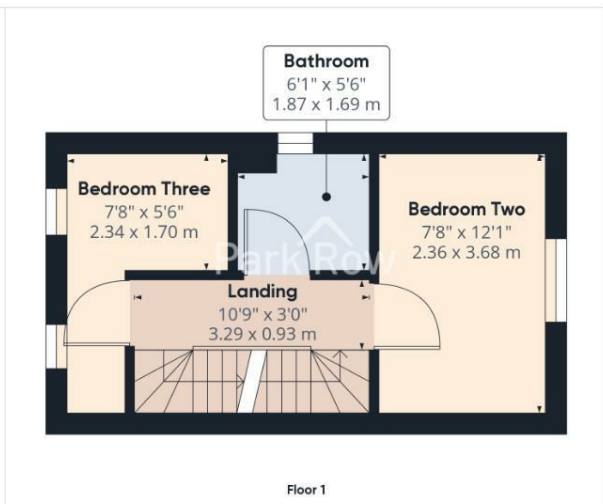 Bathroom
6'1" x 5'6"
1.87 x 1.69 m
Bedroom Three
7'8" x 5'6"
2.34 x 1.70 m
Bedroom Two
7'8" x 12'1"
2.36 x 3.68 m
Park Row
Landing
10'9" x 3'0"
3.29 x 0.93 m
Floor 1